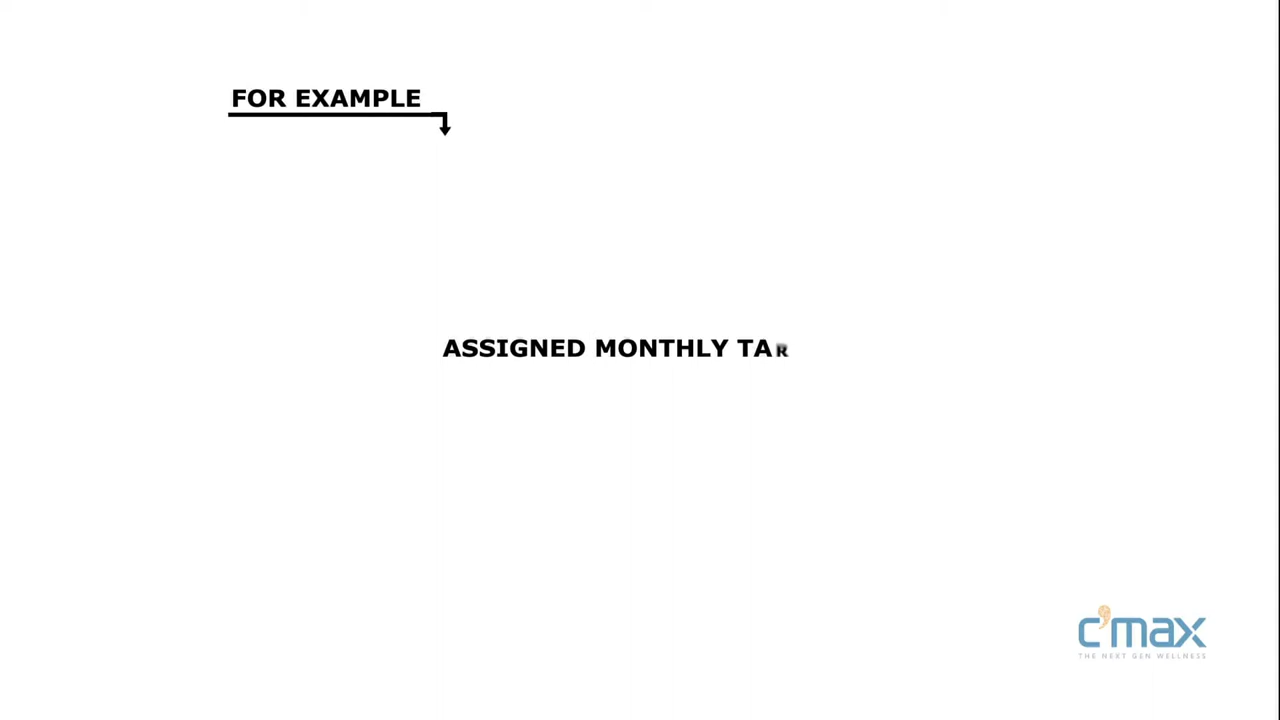 FOR EXAMPLE
ASSIGNED MONTHLY TAR
c'max
THE NEXT GEN WELLNESS